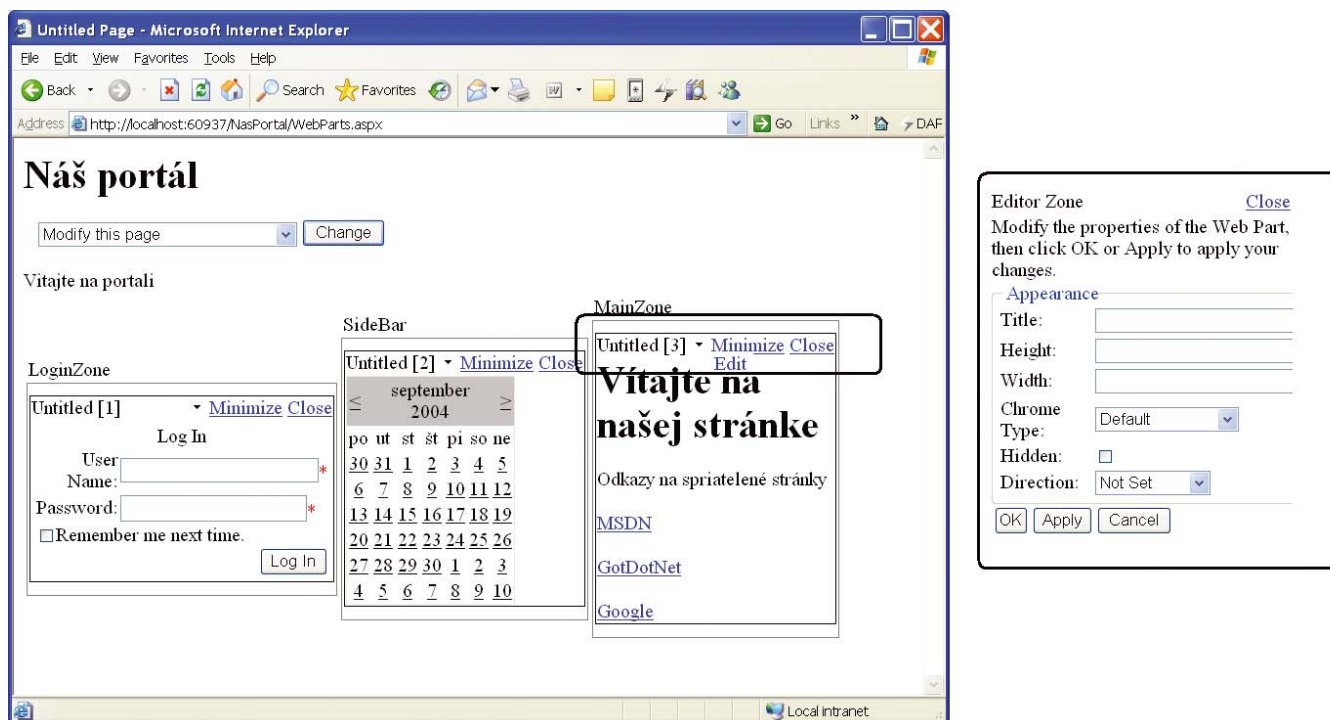 Untitled Page - Microsoft Internet Explorer
File Edit View Favorites Tools Help
Back Search Favorites
Address http://localhost:60937/NasPortal/WebParts.aspx Go Links » DAF
Náš portál
Modify this page Change
Vitajte na portali
LoginZone
Untitled [1] Minimize Close
Log In
User
Name: *
Password: *
Remember me next time.
Log In
SideBar
Untitled [2] Minimize Close
< september >
2004
po ut st št pi so ne
30 31 1 2 3 4 5
6 7 8 9 10 11 12
13 14 15 16 17 18 19
20 21 22 23 24 25 26
27 28 29 30 1 2 3
4 5 6 7 8 9 10
MainZone
Untitled [3] Minimize Close
Edit
Vítajte na
našej stránke
Odkazy na spriatelené stránky
MSDN
GotDotNet
Google
Local intranet
Editor Zone Close
Modify the properties of the Web Part,
then click OK or Apply to apply your
changes.
Appearance
Title:
Height:
Width:
Chrome
Type: Default
Hidden:
Direction: Not Set
OK Apply Cancel